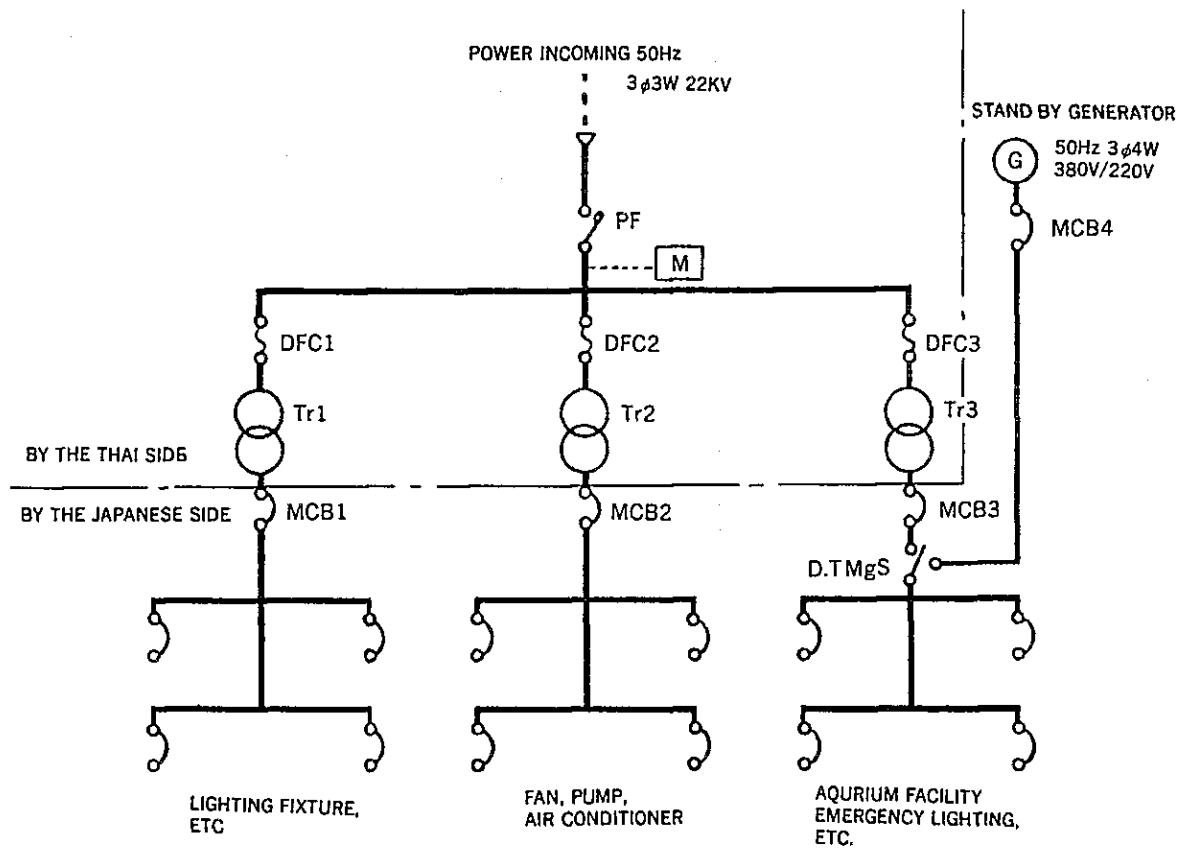 POWER INCOMING 50Hz
3φ3W 22KV
STAND BY GENERATOR
G
50Hz 3φ4W
380V/220V
MCB4
PF
M
DFC1
DFC2
DFC3
Tr1
Tr2
Tr3
BY THE THAI SIDE
BY THE JAPANESE SIDE
MCB1
MCB2
MCB3
D.TMgS
LIGHTING FIXTURE,
ETC
FAN, PUMP,
AIR CONDITIONER
AQURIUM FACILITY
EMERGENCY LIGHTING,
ETC.